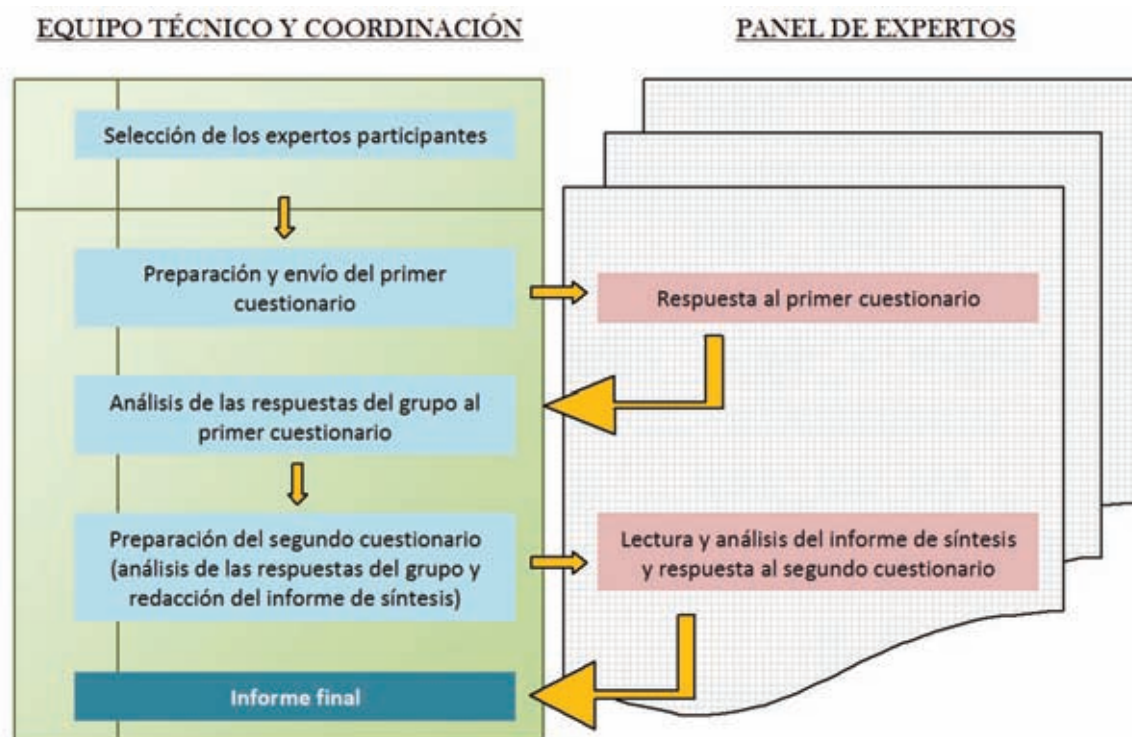 EQUIPO TÉCNICO Y COORDINACIÓN
PANEL DE EXPERTOS
Selección de los expertos participantes
Preparación y envío del primer
cuestionario
Respuesta al primer cuestionario
Análisis de las respuestas del grupo al
primer cuestionario
Preparación del segundo cuestionario
(análisis de las respuestas del grupo y
redacción del informe de síntesis)
Lectura y análisis del informe de síntesis
y respuesta al segundo cuestionario
Informe final